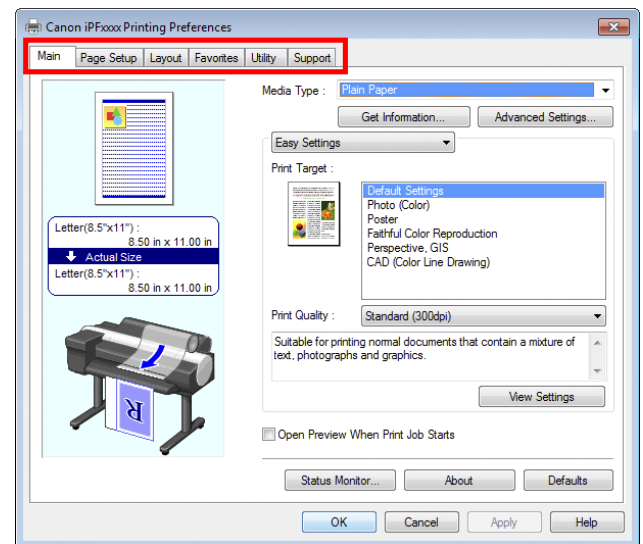 Canon iPFxxxx Printing Preferences
Main Page Setup Layout Favorites Utility Support
Media Type : Plain Paper
Get Information... Advanced Settings...
Easy Settings
Print Target :
Default Settings
Photo (Color)
Poster
Faithful Color Reproduction
Perspective, GIS
CAD (Color Line Drawing)
Letter(8.5"x11") :
8.50 in x 11.00 in
Actual Size
Letter(8.5"x11") :
8.50 in x 11.00 in
Print Quality : Standard (300dpi)
Suitable for printing normal documents that contain a mixture of
text, photographs and graphics.
View Settings
R
Open Preview When Print Job Starts
Status Monitor... About Defaults
OK Cancel Apply Help